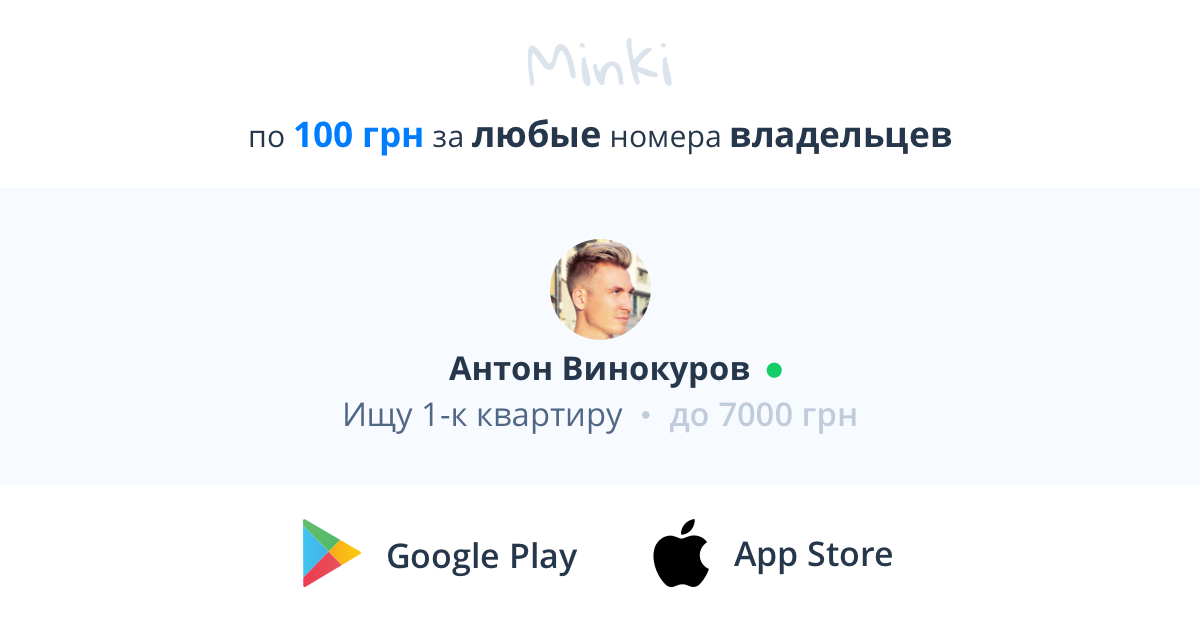 Minki
по 100 грн за любые номера владельцев
Антон Винокуров
Ищу 1-к квартиру • до 7000 грн
Google Play
App Store